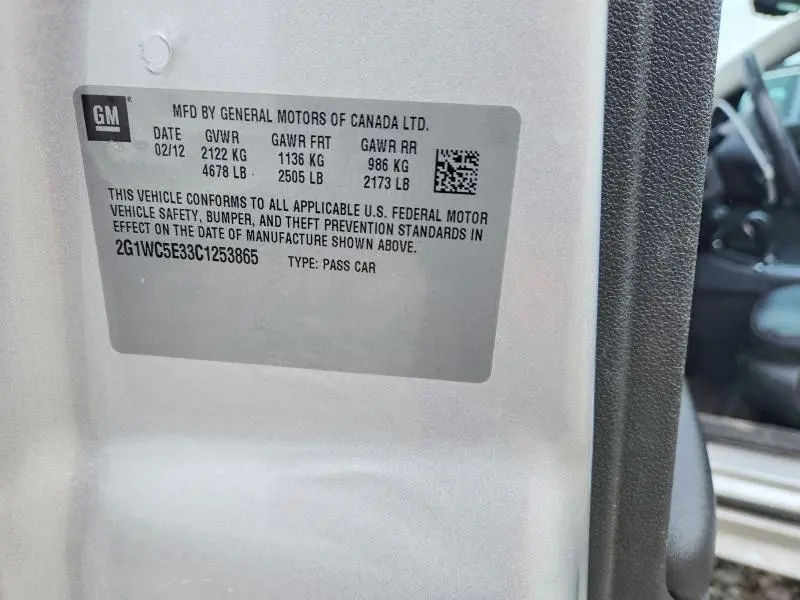 GM
MFD BY GENERAL MOTORS OF CANADA LTD.
DATE GVWR GAWR FRT GAWR RR
02/12 2122 KG 1136 KG 986 KG
4678 LB 2505 LB 2173 LB
THIS VEHICLE CONFORMS TO ALL APPLICABLE U.S. FEDERAL MOTOR
VEHICLE SAFETY, BUMPER, AND THEFT PREVENTION STANDARDS IN
EFFECT ON THE DATE OF MANUFACTURE SHOWN ABOVE.
2G1WC5E33C1253865 TYPE: PASS CAR